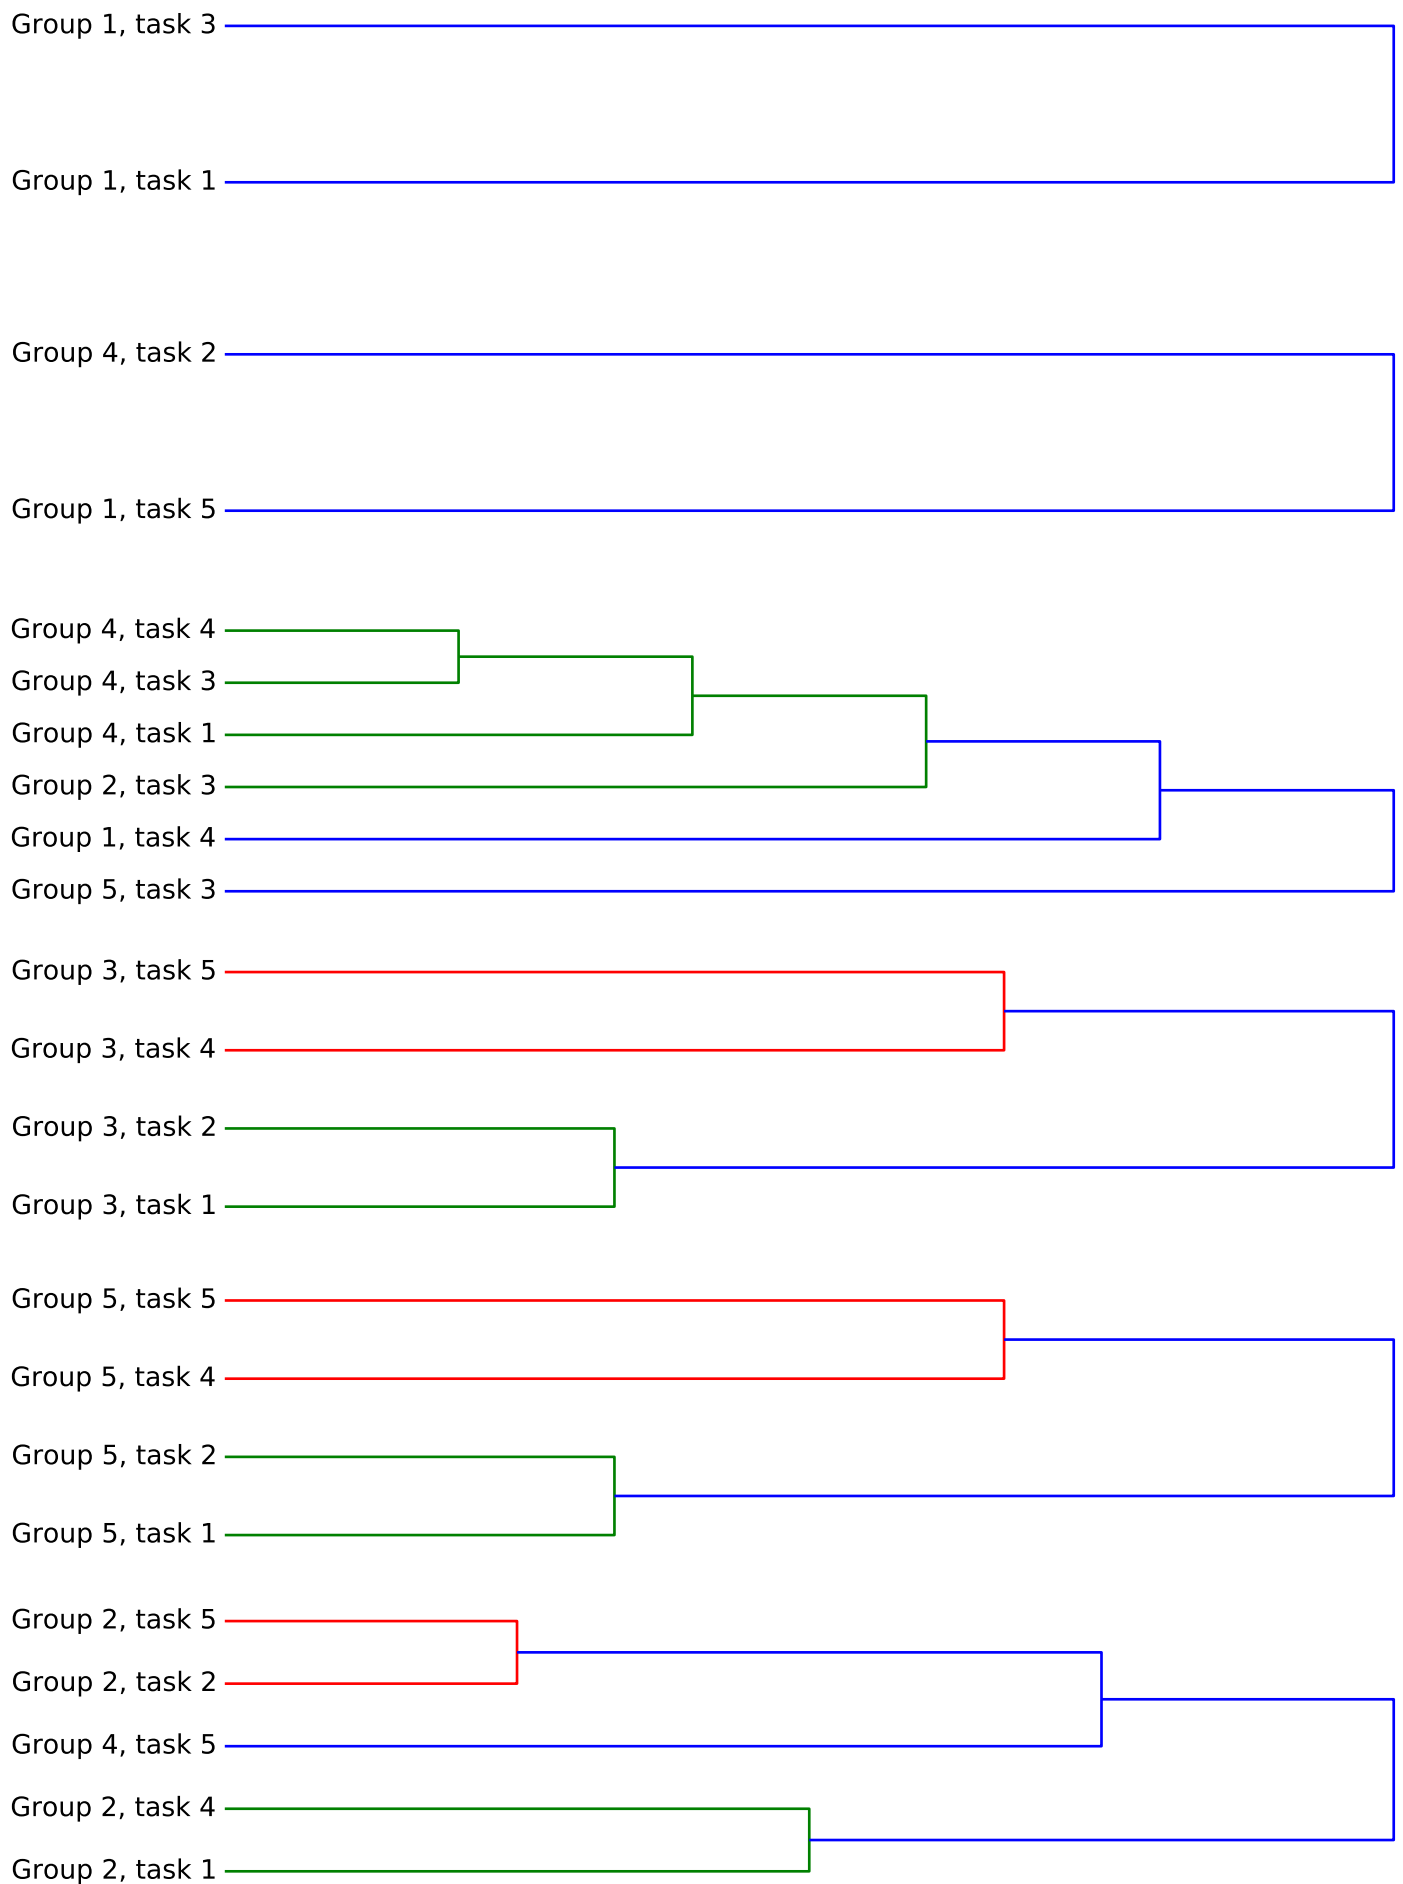 Group 1, task 3
Group 1, task 1
Group 4, task 2
Group 1, task 5
Group 4, task 4
Group 4, task 3
Group 4, task 1
Group 2, task 3
Group 1, task 4
Group 5, task 3
Group 3, task 5
Group 3, task 4
Group 3, task 2
Group 3, task 1
Group 5, task 5
Group 5, task 4
Group 5, task 2
Group 5, task 1
Group 2, task 5
Group 2, task 2
Group 4, task 5
Group 2, task 4
Group 2, task 1